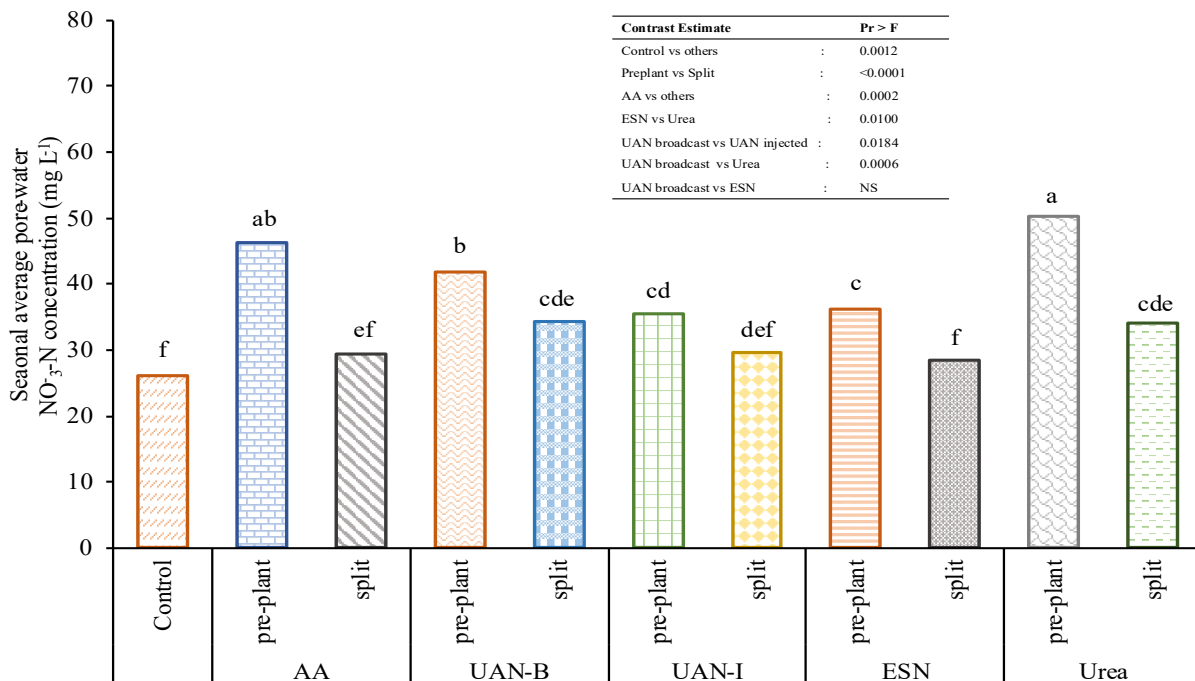 80
70
60
50
40
30
20
10
0
Seaonal average pore-water
NO⁻₃-N concentration (mg L⁻¹)
Contrast Estimate Pr > F
Control vs others : 0.0012
Preplant vs Split : <0.0001
AA vs others : 0.0002
ESN vs Urea : 0.0100
UAN broadcast vs UAN injected : 0.0184
UAN broadcast vs Urea : 0.0006
UAN broadcast vs ESN : NS
f
ab
ef
b
cde
cd
def
c
f
a
cde
Control
pre-plant
split
pre-plant
split
pre-plant
split
pre-plant
split
pre-plant
split
AA UAN-B UAN-I ESN Urea